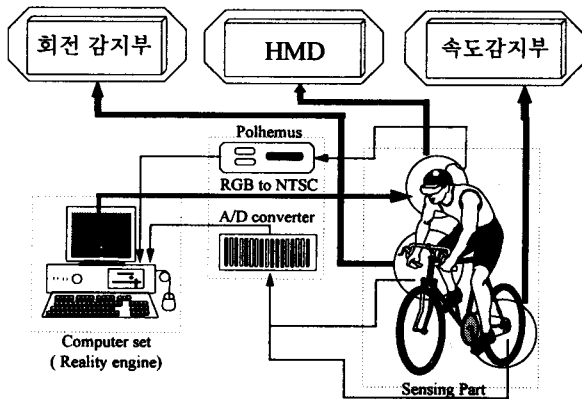 회전 감지부
HMD
속도감지부
Polhemus
RGB to NTSC
A/D converter
Computer set
( Reality engine)
Sensing Part